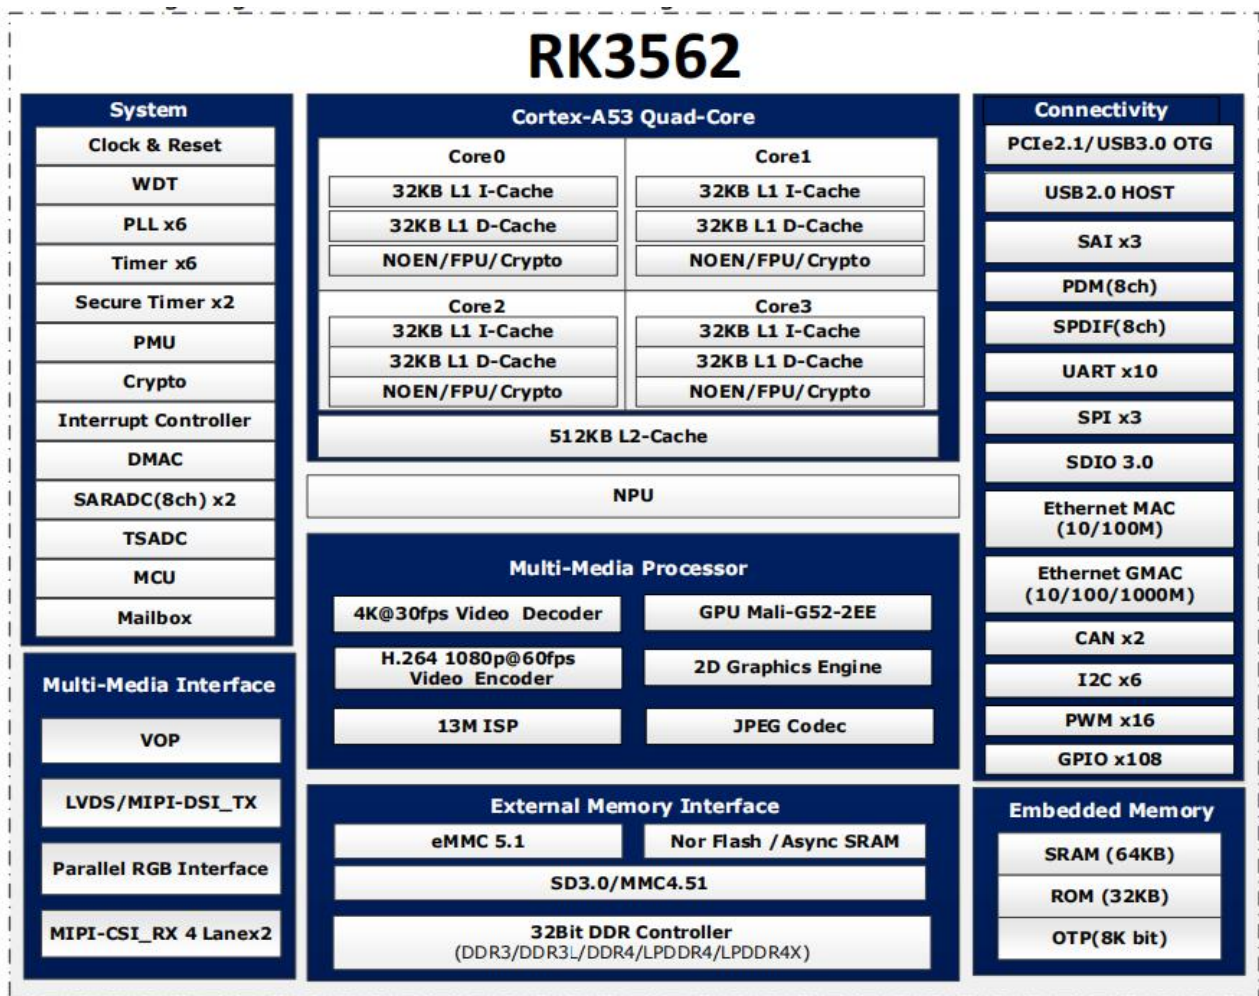 RK3562
System
Clock & Reset
WDT
PLL x6
Timer x6
Secure Timer x2
PMU
Crypto
Interrupt Controller
DMAC
SARADC(8ch) x2
TSADC
MCU
Mailbox
Multi-Media Interface
VOP
LVDS/MIPI-DSI_TX
Parallel RGB Interface
MIPI-CSI_RX 4 Lanex2
Cortex-A53 Quad-Core
Core0
32KB L1 I-Cache
32KB L1 D-Cache
NOEN/FPU/Crypto
Core1
32KB L1 I-Cache
32KB L1 D-Cache
NOEN/FPU/Crypto
Core2
32KB L1 I-Cache
32KB L1 D-Cache
NOEN/FPU/Crypto
Core3
32KB L1 I-Cache
32KB L1 D-Cache
NOEN/FPU/Crypto
512KB L2-Cache
NPU
Multi-Media Processor
4K@30fps Video Decoder
GPU Mali-G52-2EE
H.264 1080p@60fps
Video Encoder
2D Graphics Engine
13M ISP
JPEG Codec
External Memory Interface
eMMC 5.1
Nor Flash /Async SRAM
SD3.0/MMC4.51
32Bit DDR Controller
(DDR3/DDR3L/DDR4/LPDDR4/LPDDR4X)
Connectivity
PCIe2.1/USB3.0 OTG
USB2.0 HOST
SAI x3
PDM(8ch)
SPDIF(8ch)
UART x10
SPI x3
SDIO 3.0
Ethernet MAC
(10/100M)
Ethernet GMAC
(10/100/1000M)
CAN x2
I2C x6
PWM x16
GPIO x108
Embedded Memory
SRAM (64KB)
ROM (32KB)
OTP(8K bit)